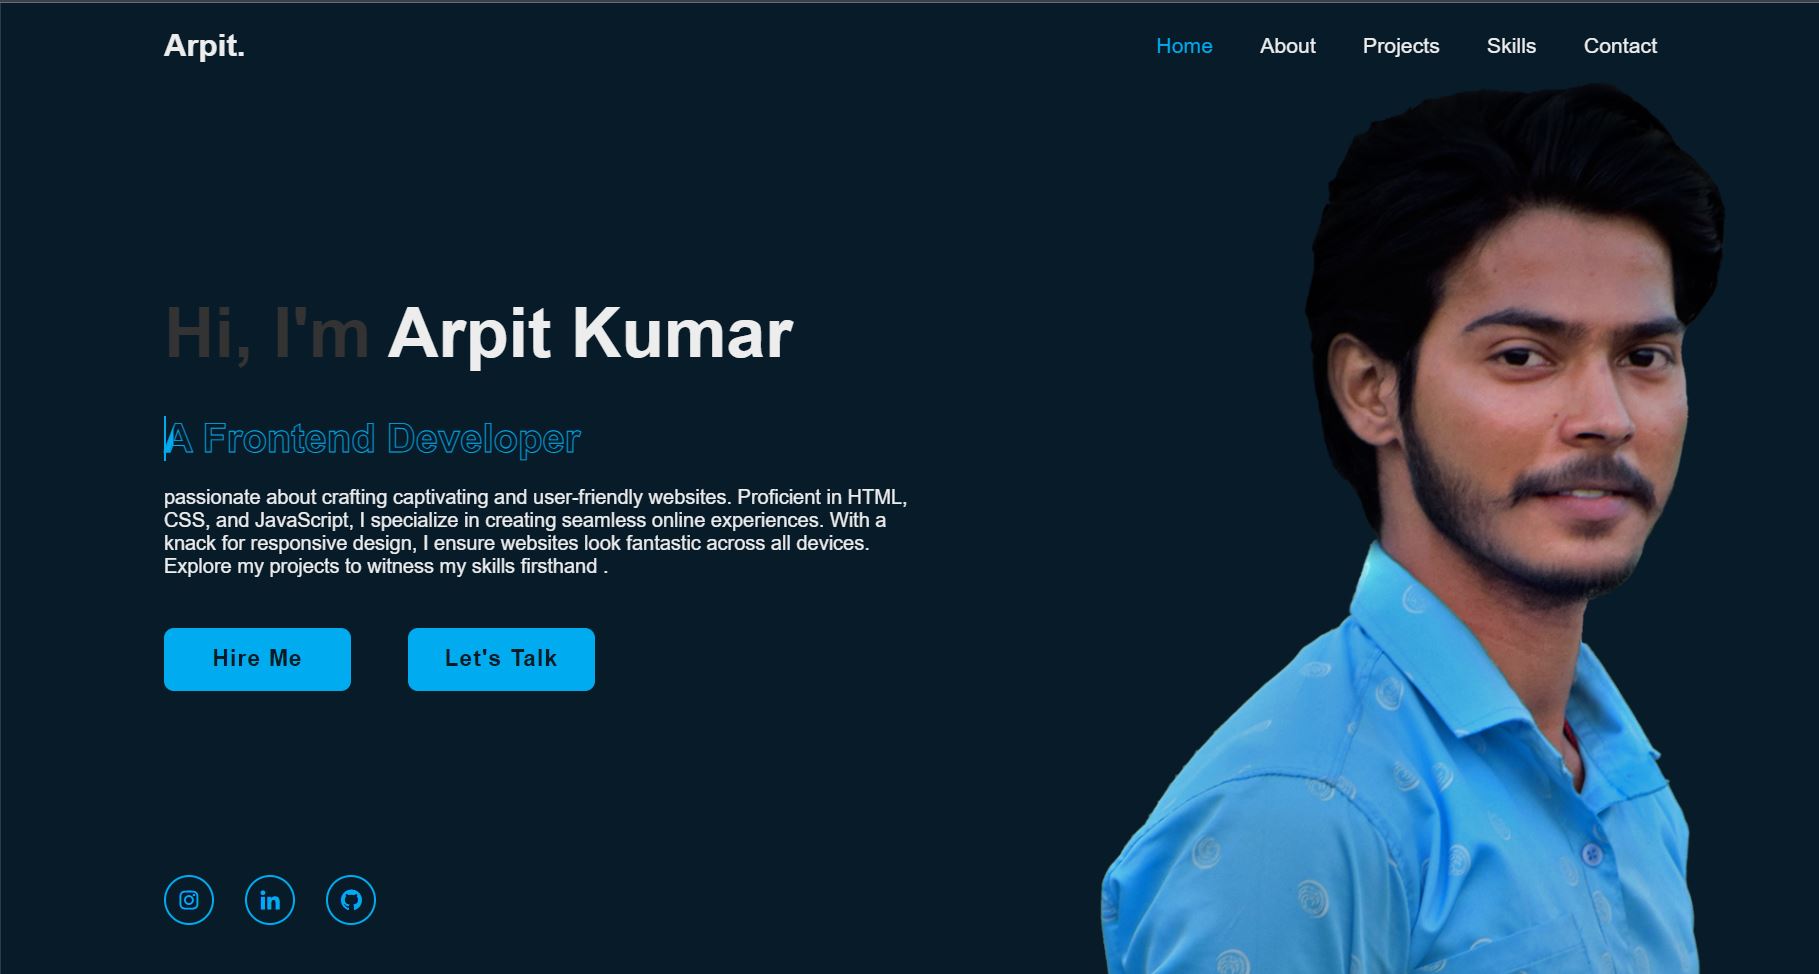 Arpit.
Home About Projects Skills Contact
Hi, I'm Arpit Kumar
A Frontend Developer
passionate about crafting captivating and user-friendly websites. Proficient in HTML,
CSS, and JavaScript, I specialize in creating seamless online experiences. With a
knack for responsive design, I ensure websites look fantastic across all devices.
Explore my projects to witness my skills firsthand .
Hire Me Let's Talk
in